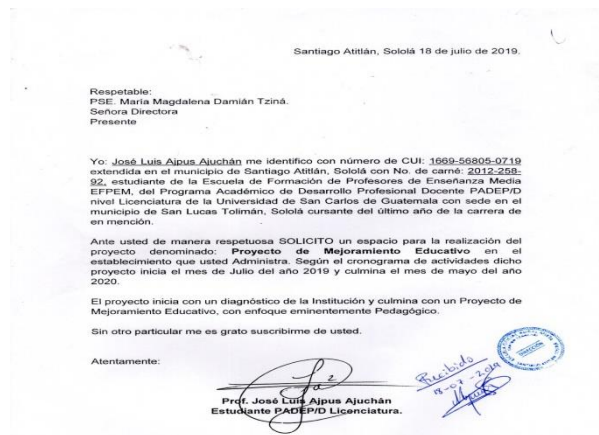 Santiago Atitlán, Sololá 18 de julio de 2019.
Respetable:
PSE. María Magdalena Damián Tziná.
Señora Directora
Presente
Yo: José Luis Ajpus Ajuchán me identifico con número de CUI: 1669-56805-0719
extendida en el municipio de Santiago Atitlán, Sololá con No. de carné: 2012-258-
92, estudiante de la Escuela de Formación de Profesores de Enseñanza Media
EFPEM, del Programa Académico de Desarrollo Profesional Docente PADEP/D
nivel Licenciatura de la Universidad de San Carlos de Guatemala con sede en el
municipio de San Lucas Tolimán, Sololá cursante del último año de la carrera de
en mención.
Ante usted de manera respetuosa SOLICITO un espacio para la realización del
proyecto denominado: Proyecto de Mejoramiento Educativo en el
establecimiento que usted Administra. Según el cronograma de actividades dicho
proyecto inicia el mes de Julio del año 2019 y culmina el mes de mayo del año
2020.
El proyecto inicia con un diagnóstico de la Institución y culmina con un Proyecto de
Mejoramiento Educativo, con enfoque eminentemente Pedagógico.
Sin otro particular me es grato suscribirme de usted.
Atentamente:
Recibido
18-07-2019
Prof. José Luis Ajpus Ajuchán
Estudiante PADEP/D Licenciatura.